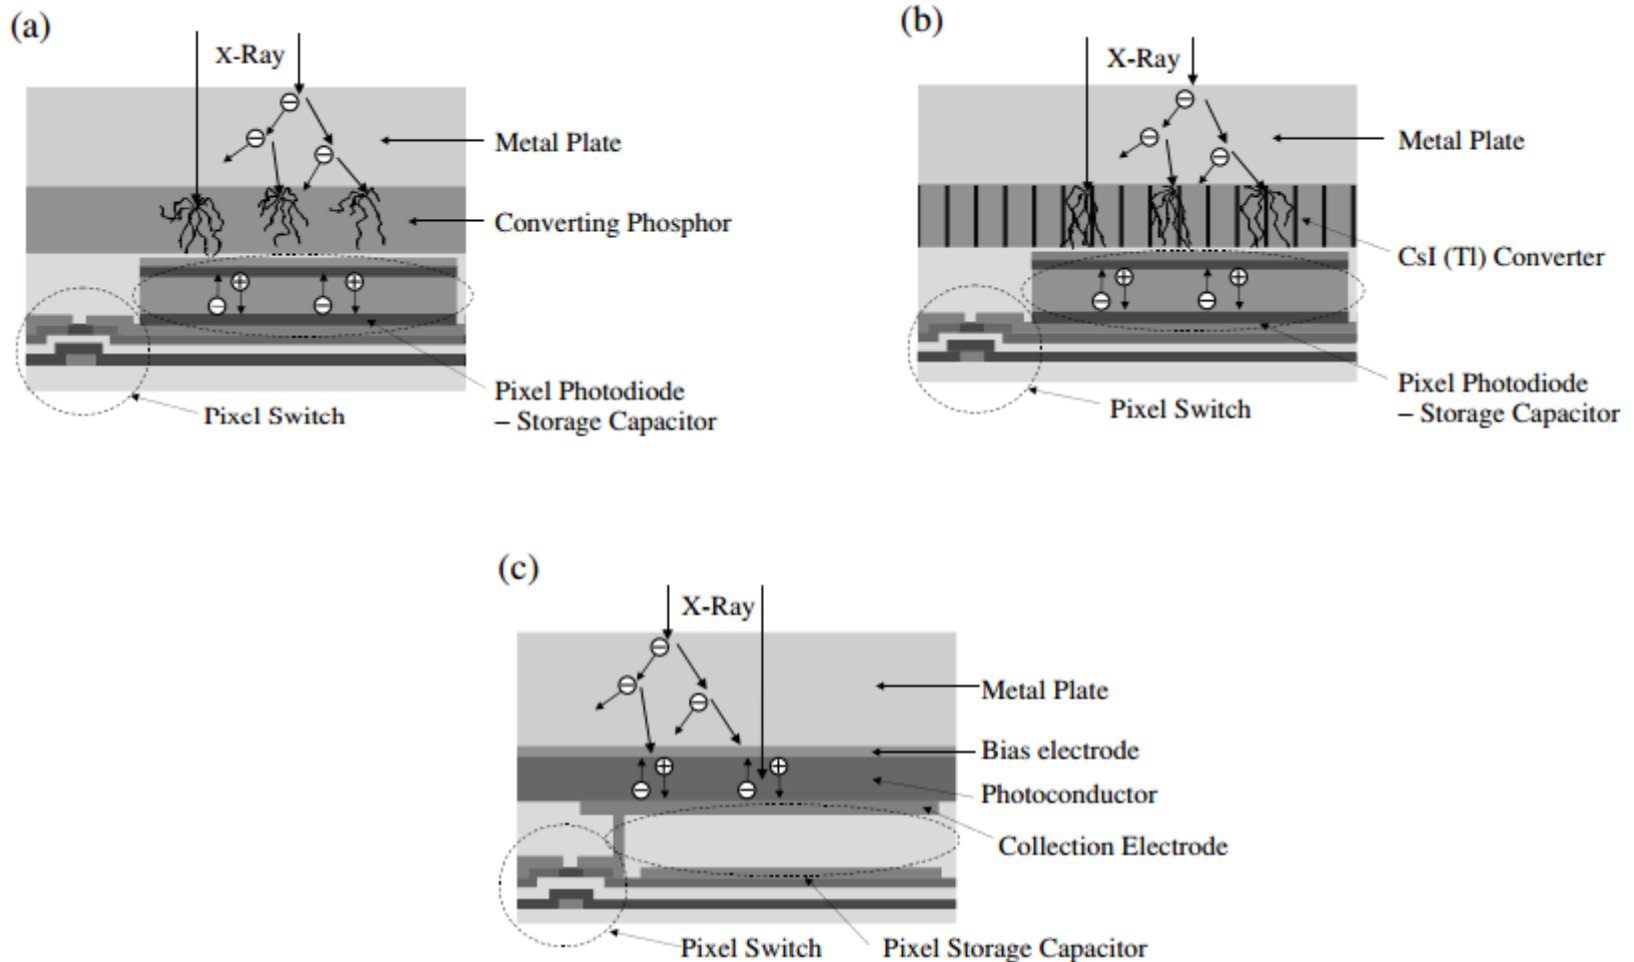 (a)
X-Ray
Metal Plate
Converting Phosphor
Pixel Photodiode
– Storage Capacitor
Pixel Switch
(b)
X-Ray
Metal Plate
CsI (Tl) Converter
Pixel Photodiode
– Storage Capacitor
Pixel Switch
(c)
X-Ray
Metal Plate
Bias electrode
Photoconductor
Collection Electrode
Pixel Switch
Pixel Storage Capacitor